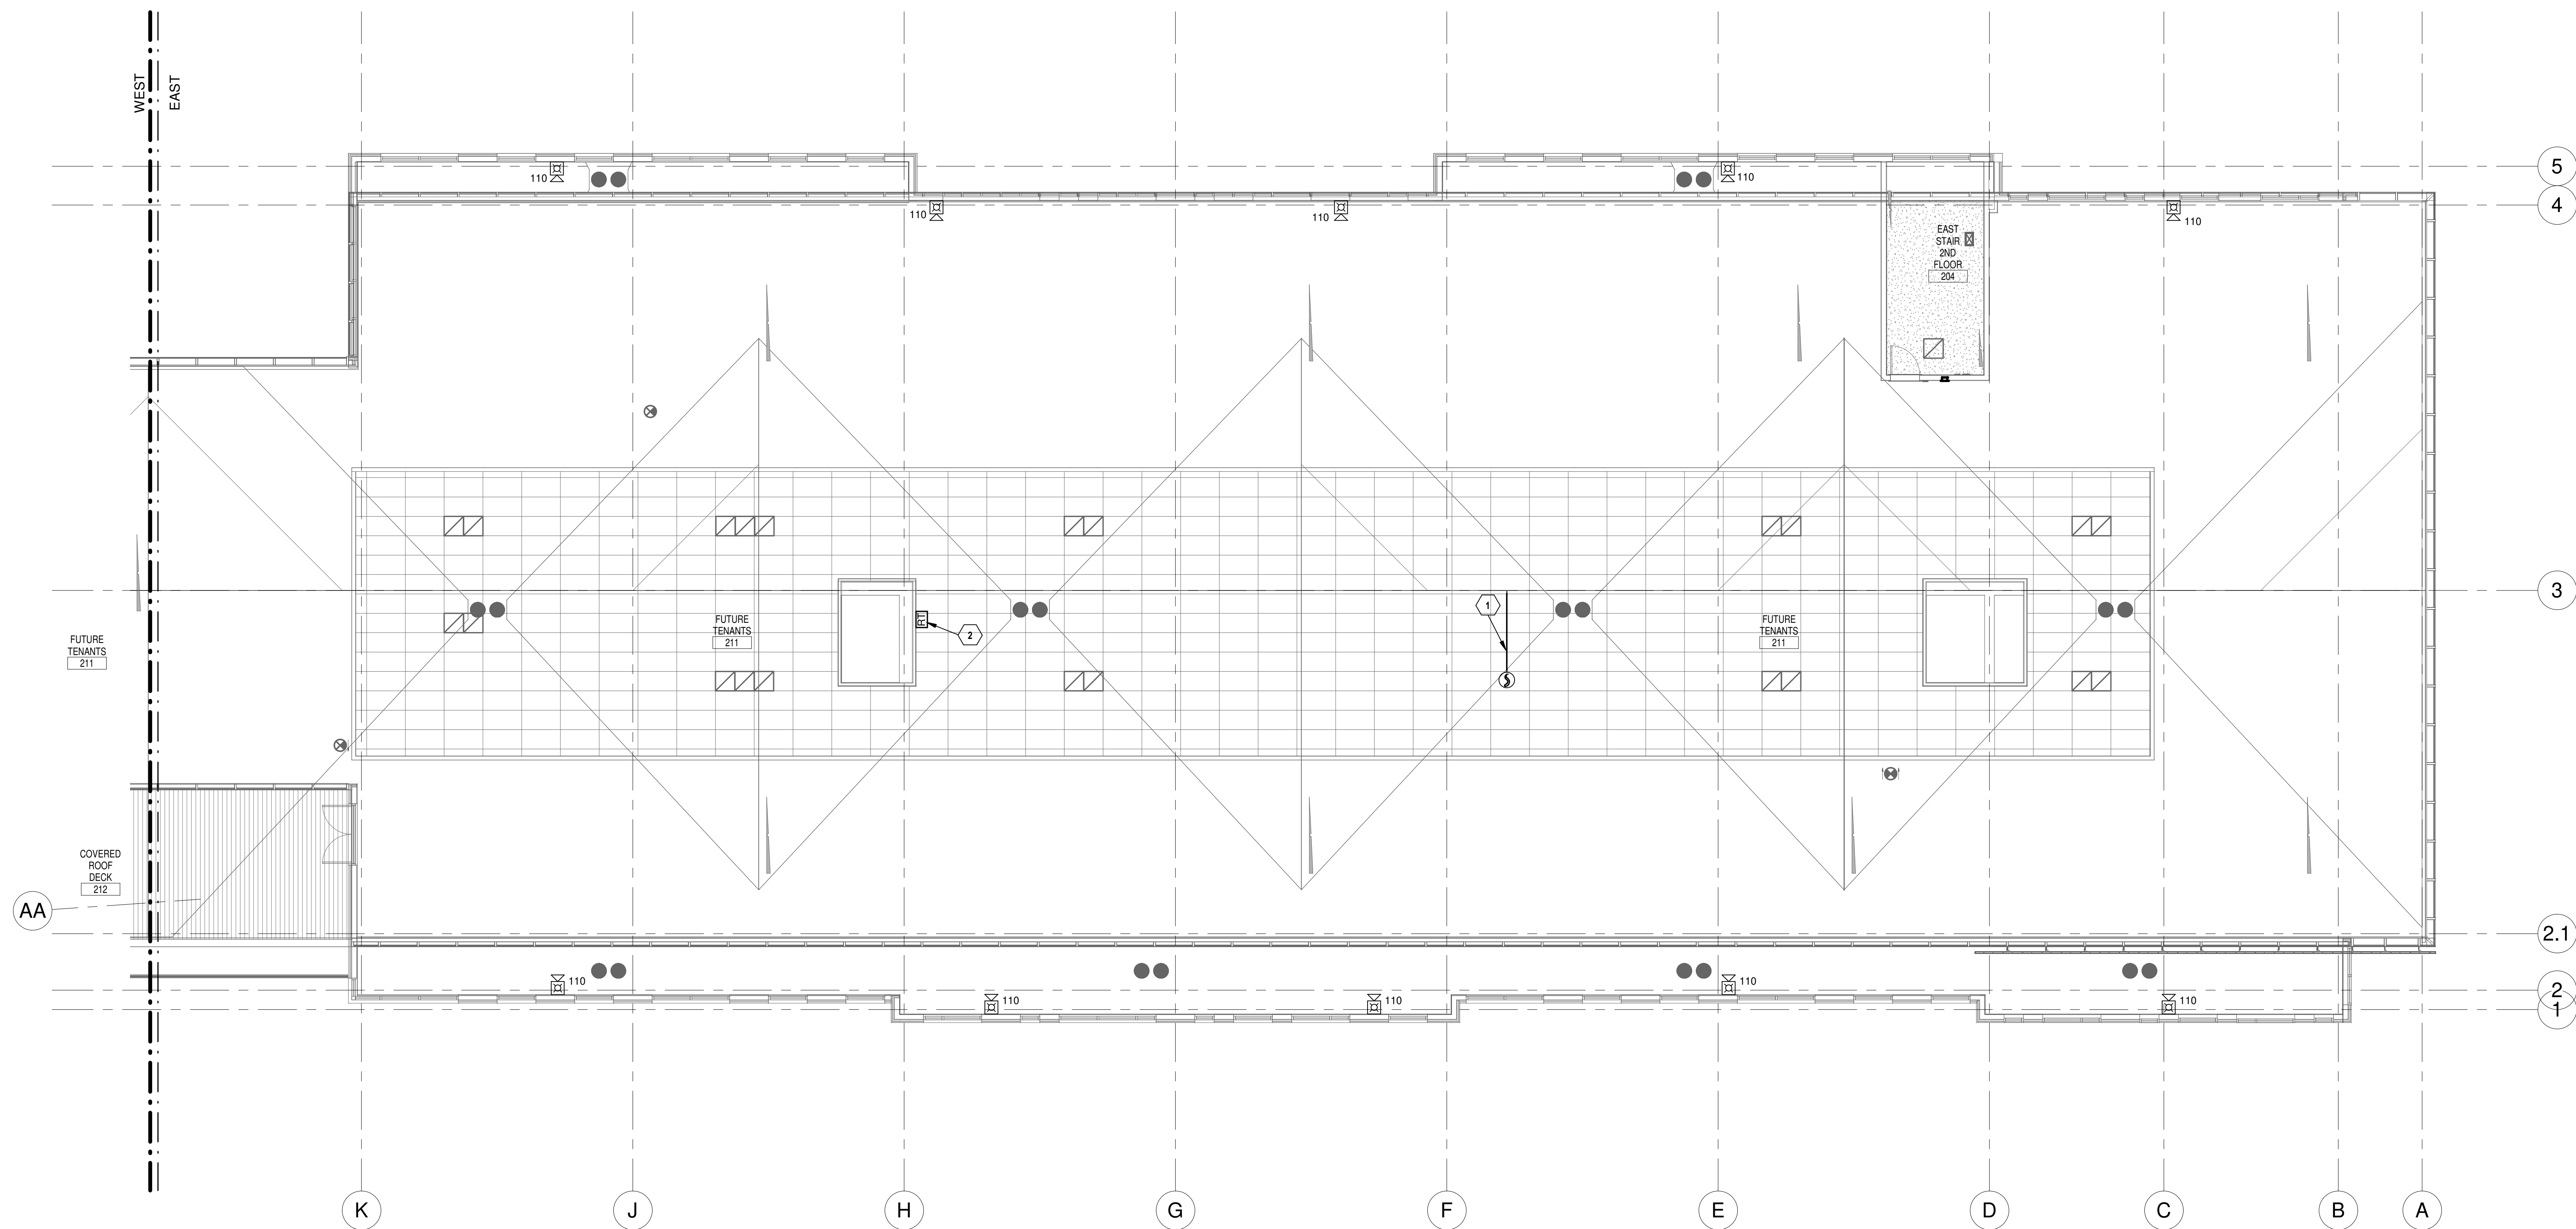 WEST
EAST
5
110
110
4
110
110
110
EAST
STAIR
2ND
FLOOR
204
3
1
FUTURE
TENANTS
211
RT
2
FUTURE
TENANTS
211
FUTURE
TENANTS
211
COVERED
ROOF
DECK
212
AA
2.1
110
110
2
110
110
110
1
K
J
H
G
F
E
D
C
B
A